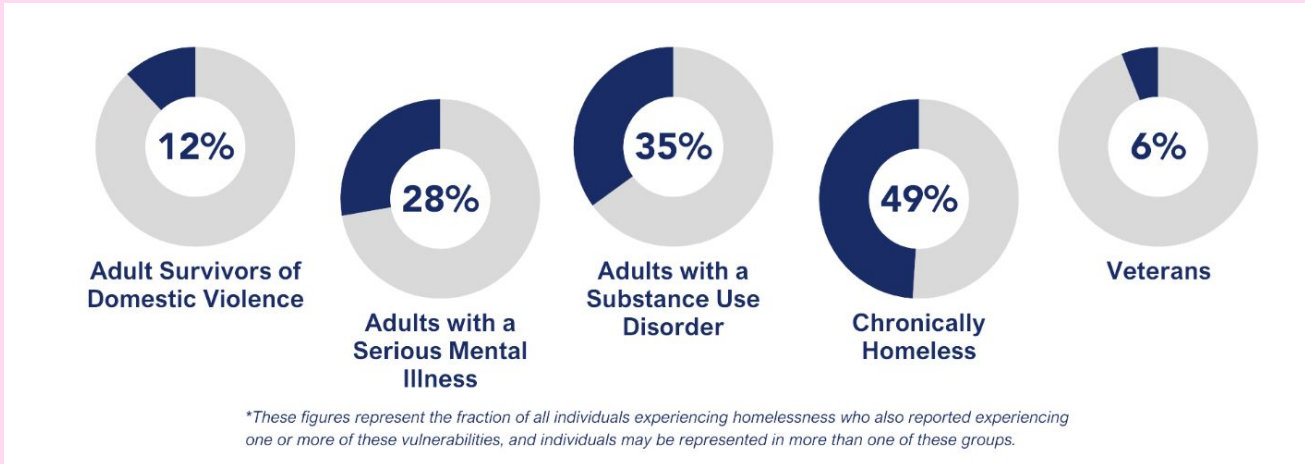 12%
Adult Survivors of
Domestic Violence
28%
Adults with a
Serious Mental
Illness
35%
Adults with a
Substance Use
Disorder
49%
Chronically
Homeless
6%
Veterans
*These figures represent the fraction of all individuals experiencing homelessness who also reported experiencing
one or more of these vulnerabilities, and individuals may be represented in more than one of these groups.